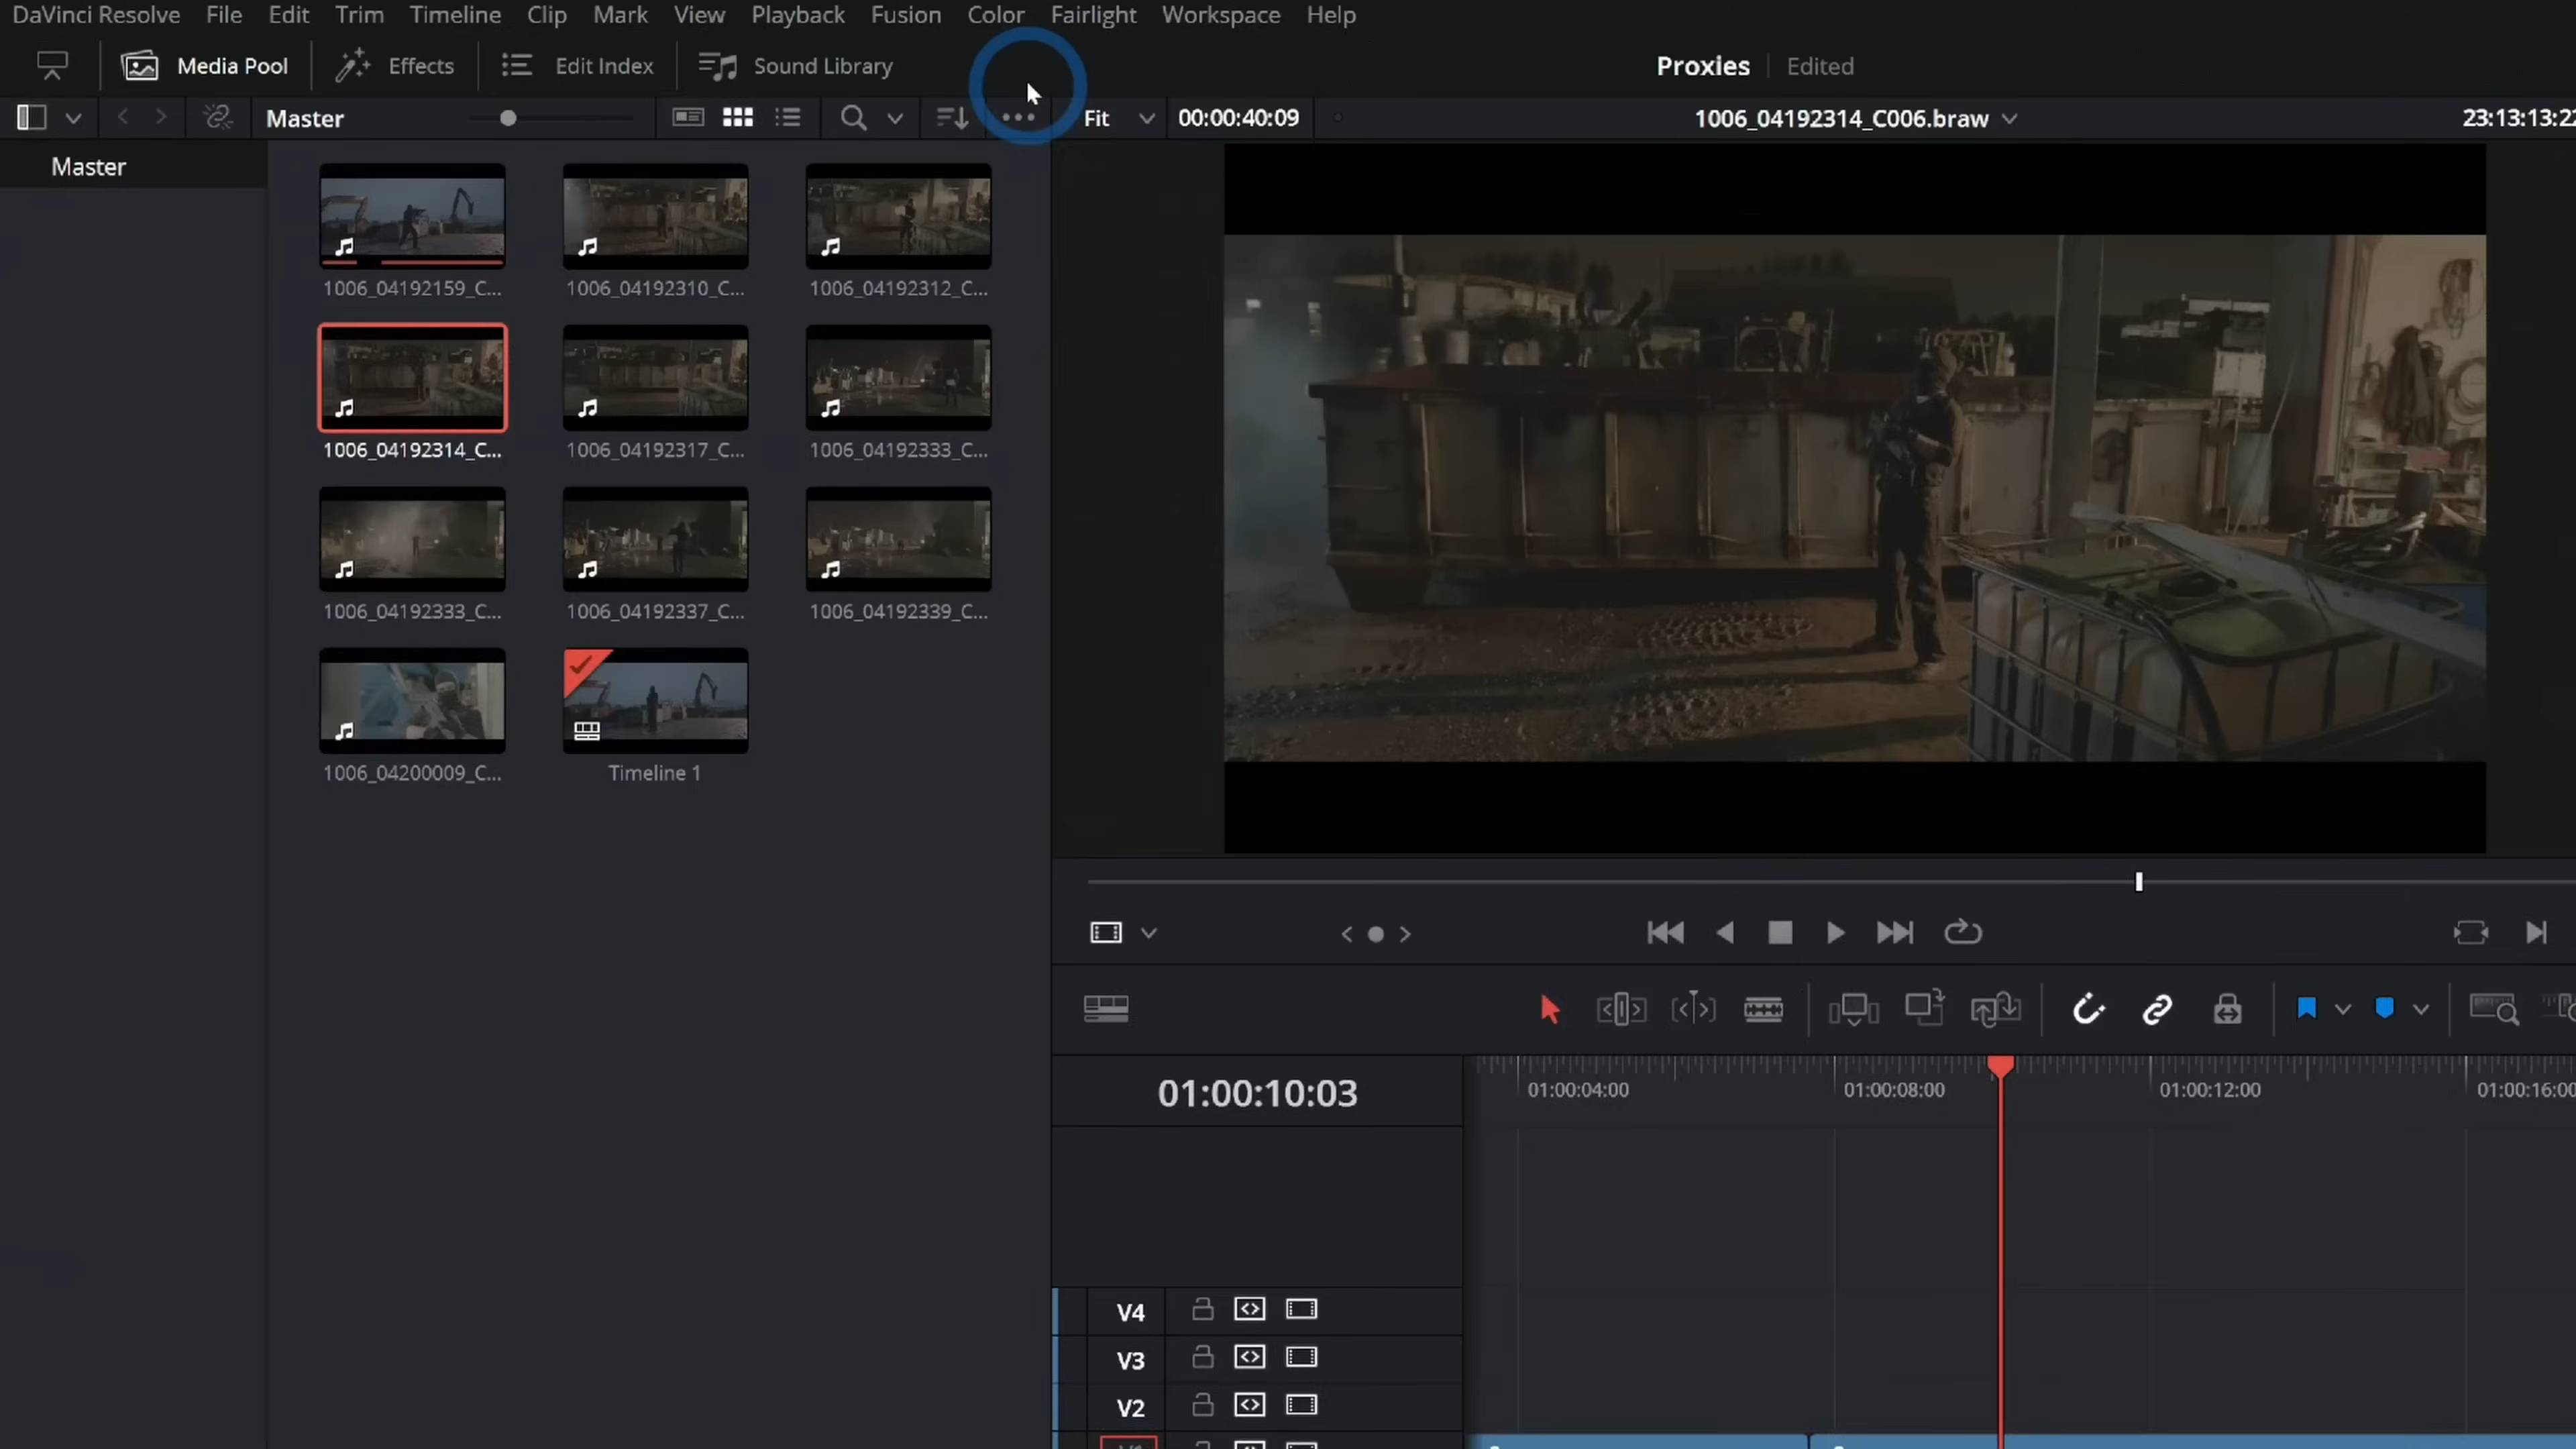 DaVinci Resolve File Edit Trim Timeline Clip Mark View Playback Fusion Color Fairlight Workspace Help
Media Pool Effects Edit Index Sound Library Proxies Edited
Master Fit 00:00:40:09 1006_04192314_C006.braw
Master
1006_04192159_C... 1006_04192310_C... 1006_04192312_C...
1006_04192314_C... 1006_04192317_C... 1006_04192333_C...
1006_04192333_C... 1006_04192337_C... 1006_04192339_C...
1006_04200009_C... Timeline 1
01:00:10:03 01:00:04:00 01:00:08:00 01:00:12:00
V4
V3
V2